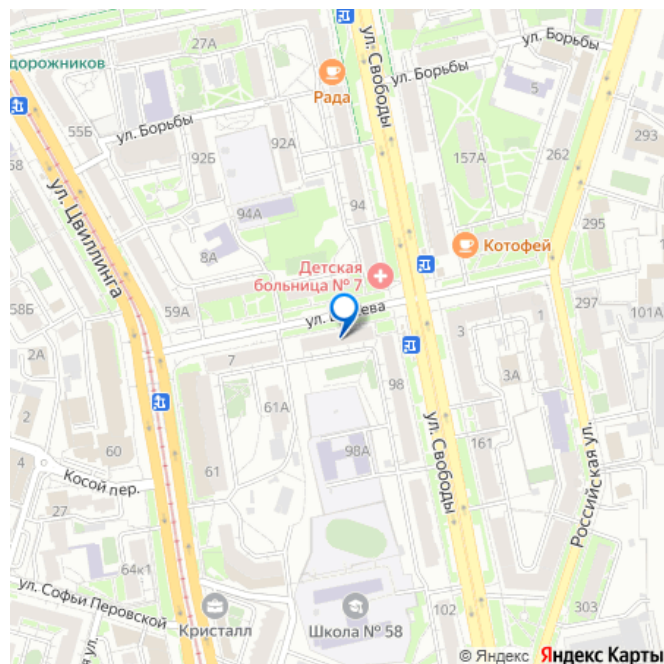 27А
дорожников
ул. Свободы
ул. Борьбы
ул. Борьбы
Рада
5
55Б
ул. Борьбы
92А
293
58
92Б
157А
262
ул. Цвиллинга
94
94А
295
8А
Котофей
Детская
больница № 7
58Б
59А
ул.
297
101А
2А
7
3
1
3А
98
2
61А
ул. Свободы
161
60
98А
4
61
Российская ул.
Косой пер.
27
64к1
ул. Софьи Перовской
Кристалл
Школа № 58
102
303
ул.
© Яндекс Яндекс Карты